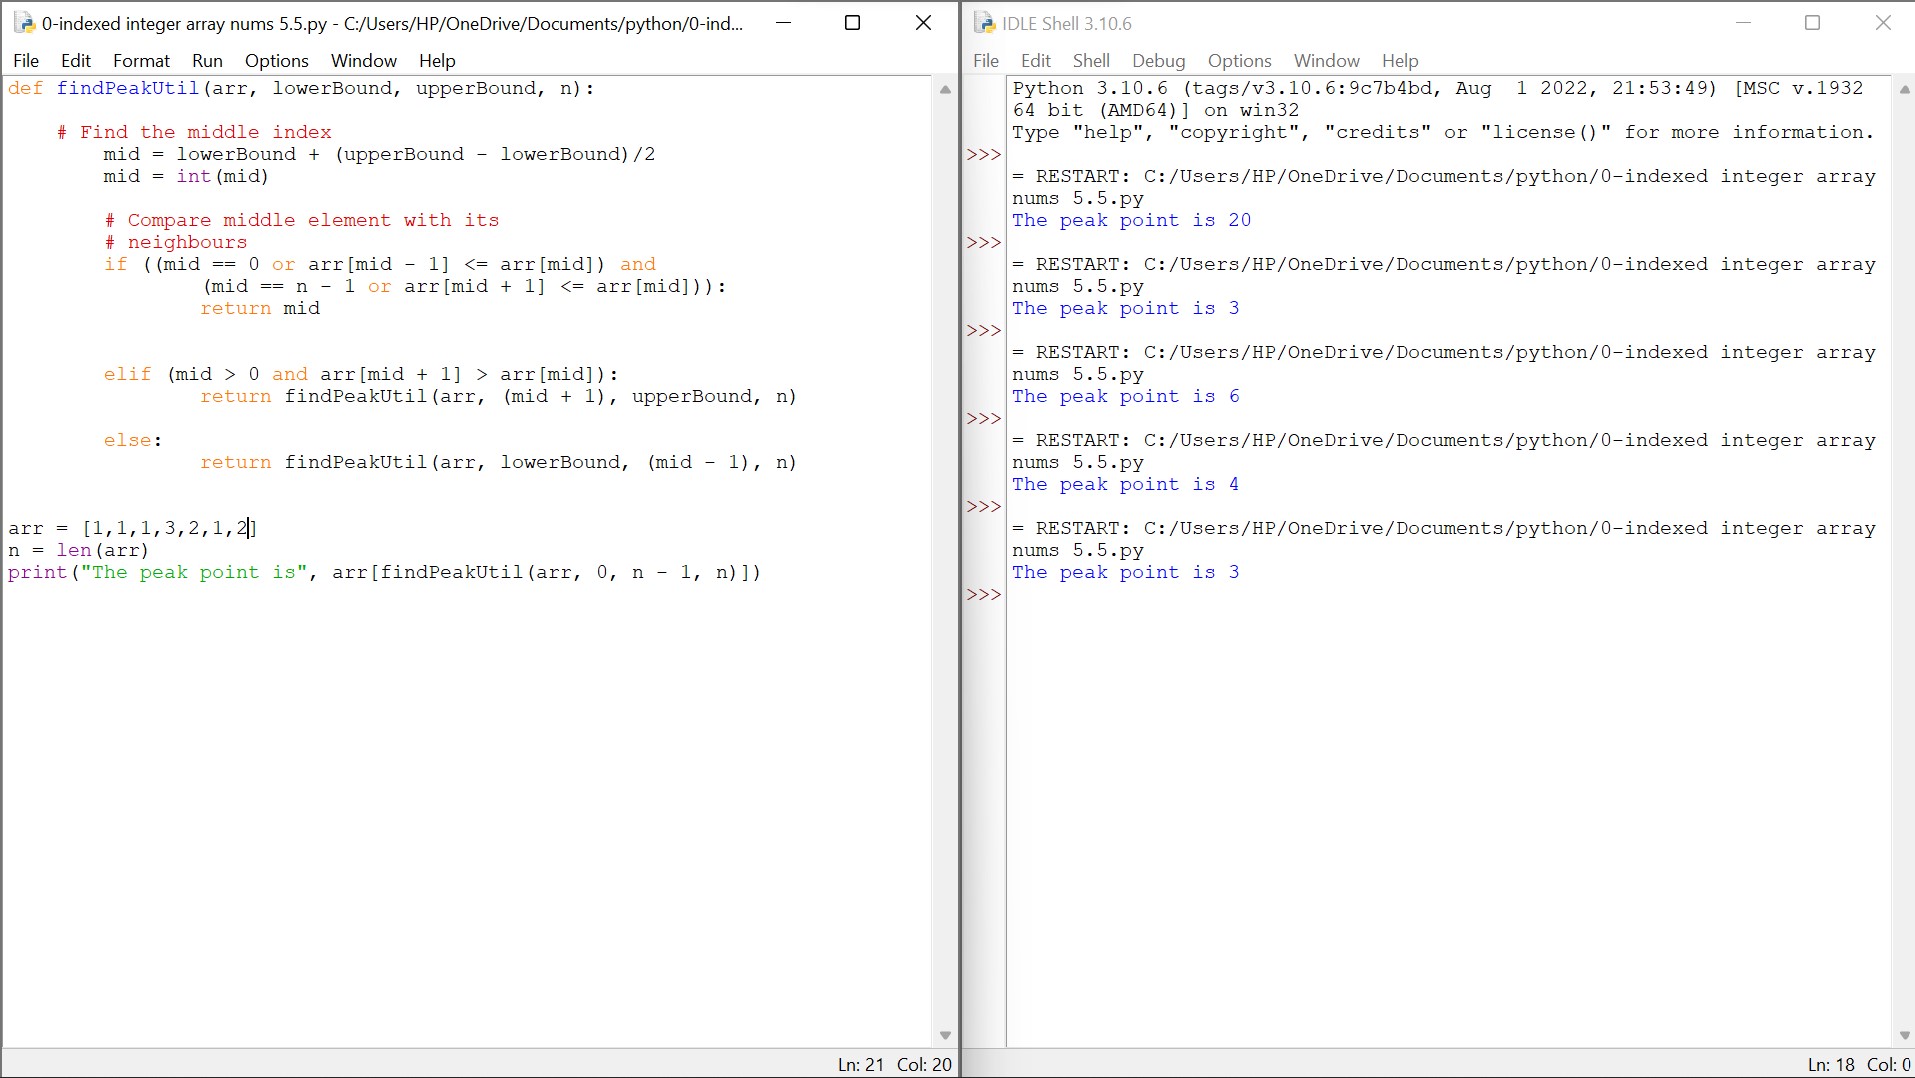 0-indexed integer array nums 5.5.py - C:/Users/HP/OneDrive/Documents/python/0-ind...
File Edit Format Run Options Window Help
def findPeakUtil(arr, lowerBound, upperBound, n):
# Find the middle index
mid = lowerBound + (upperBound - lowerBound)/2
mid = int(mid)
# Compare middle element with its
# neighbours
if ((mid == 0 or arr[mid - 1] <= arr[mid]) and
(mid == n - 1 or arr[mid + 1] <= arr[mid])):
return mid
elif (mid > 0 and arr[mid + 1] > arr[mid]):
return findPeakUtil(arr, (mid + 1), upperBound, n)
else:
return findPeakUtil(arr, lowerBound, (mid - 1), n)
arr = [1,1,1,3,2,1,2]
n = len(arr)
print("The peak point is", arr[findPeakUtil(arr, 0, n - 1, n)])
Ln: 21 Col: 20
IDLE Shell 3.10.6
File Edit Shell Debug Options Window Help
Python 3.10.6 (tags/v3.10.6:9c7b4bd, Aug  1 2022, 21:53:49) [MSC v.1932
64 bit (AMD64)] on win32
Type "help", "copyright", "credits" or "license()" for more information.
>>>
= RESTART: C:/Users/HP/OneDrive/Documents/python/0-indexed integer array
nums 5.5.py
The peak point is 20
>>>
= RESTART: C:/Users/HP/OneDrive/Documents/python/0-indexed integer array
nums 5.5.py
The peak point is 3
>>>
= RESTART: C:/Users/HP/OneDrive/Documents/python/0-indexed integer array
nums 5.5.py
The peak point is 6
>>>
= RESTART: C:/Users/HP/OneDrive/Documents/python/0-indexed integer array
nums 5.5.py
The peak point is 4
>>>
= RESTART: C:/Users/HP/OneDrive/Documents/python/0-indexed integer array
nums 5.5.py
The peak point is 3
>>>
Ln: 18 Col: 0